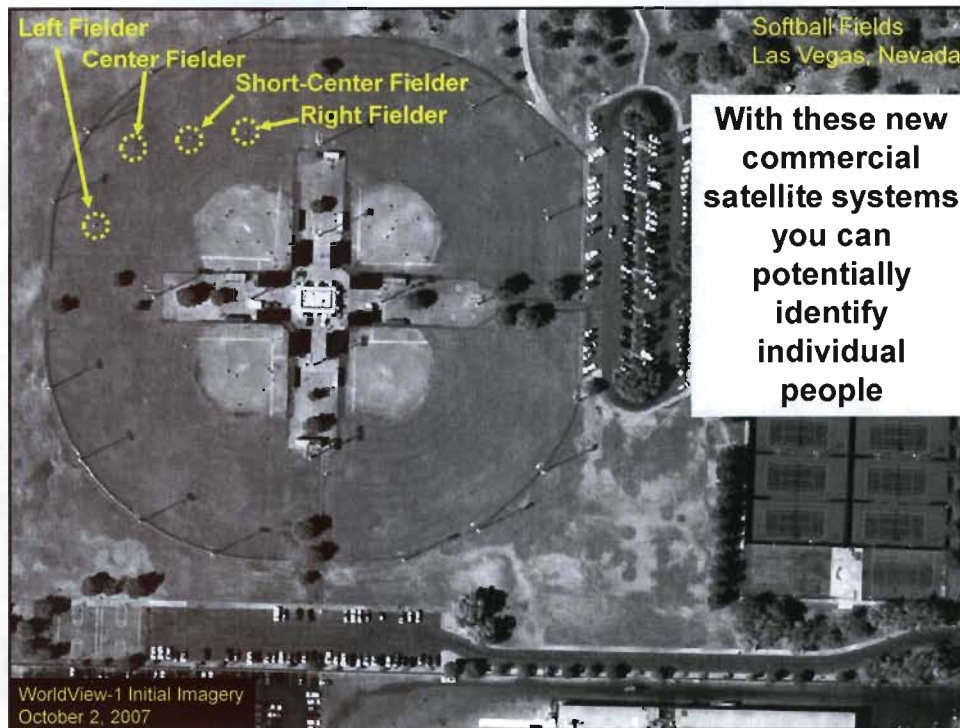 Left Fielder
Center Fielder
Short-Center Fielder
Right Fielder
Softball Fields
Las Vegas, Nevada
With these new
commercial
satellite systems
you can
potentially
identify
individual
people
WorldView-1 Initial Imagery
October 2, 2007